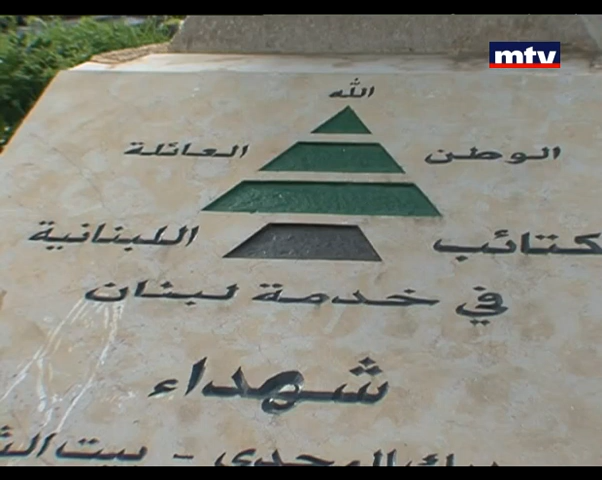 mtv
الله
الوطن العائلة
كتائب اللبنانية
في خدمة لبنان
شهداء